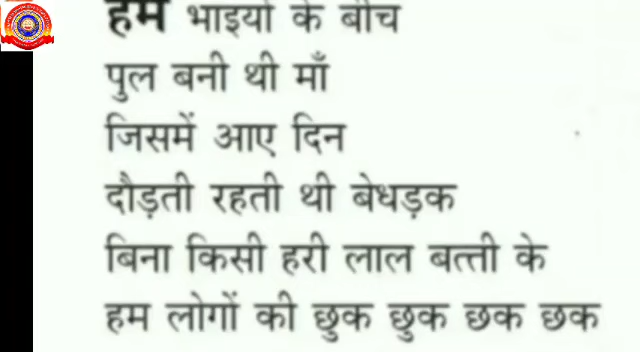 हम भाइयों के बीच
पुल बनी थी माँ
जिसमें आए दिन
दौड़ती रहती थी बेधड़क
बिना किसी हरी लाल बत्ती के
हम लोगों की छुक छुक छक छक